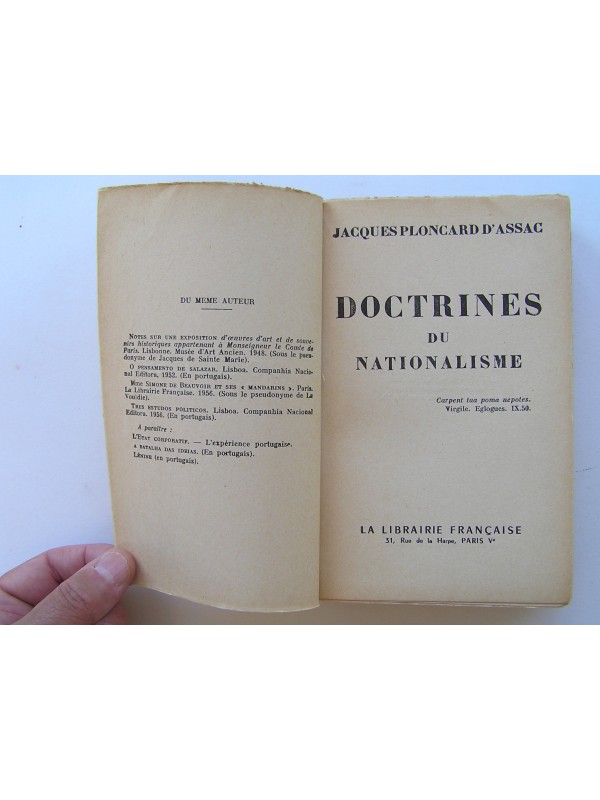 DU MEME AUTEUR
NOTES SUR UNE EXPOSITION d'œuvres d'art et de souve-
nirs historiques appartenant à Monseigneur le Comte de
Paris. Lisbonne. Musée d'Art Ancien. 1948. (Sous le pseu-
donyme de Jacques de Sainte Marie).
O PENSAMENTO DE SALAZAR. Lisboa. Companhia Nacio-
nal Editora, 1952. (En portugais).
Mme SIMONE DE BEAUVOIR ET SES « MANDARINS ». Paris.
La Librairie Française. 1956. (Sous le pseudonyme de La
Vouldie).
TRES ESTUDOS POLITICOS. Lisboa. Companhia Nacional
Editora. 1956. (En portugais).
A paraître :
L'ETAT CORPORATIF. — L'expérience portugaise.
A BATALHA DAS IDEIAS. (En portugais).
LÉNINE (en portugais).
JACQUES PLONCARD D'ASSAC
DOCTRINES
DU
NATIONALISME
Carpent tua poma nepotes.
Virgile. Eglogues. IX.50.
LA LIBRAIRIE FRANÇAISE
31, Rue de la Harpe, PARIS Vᵉ